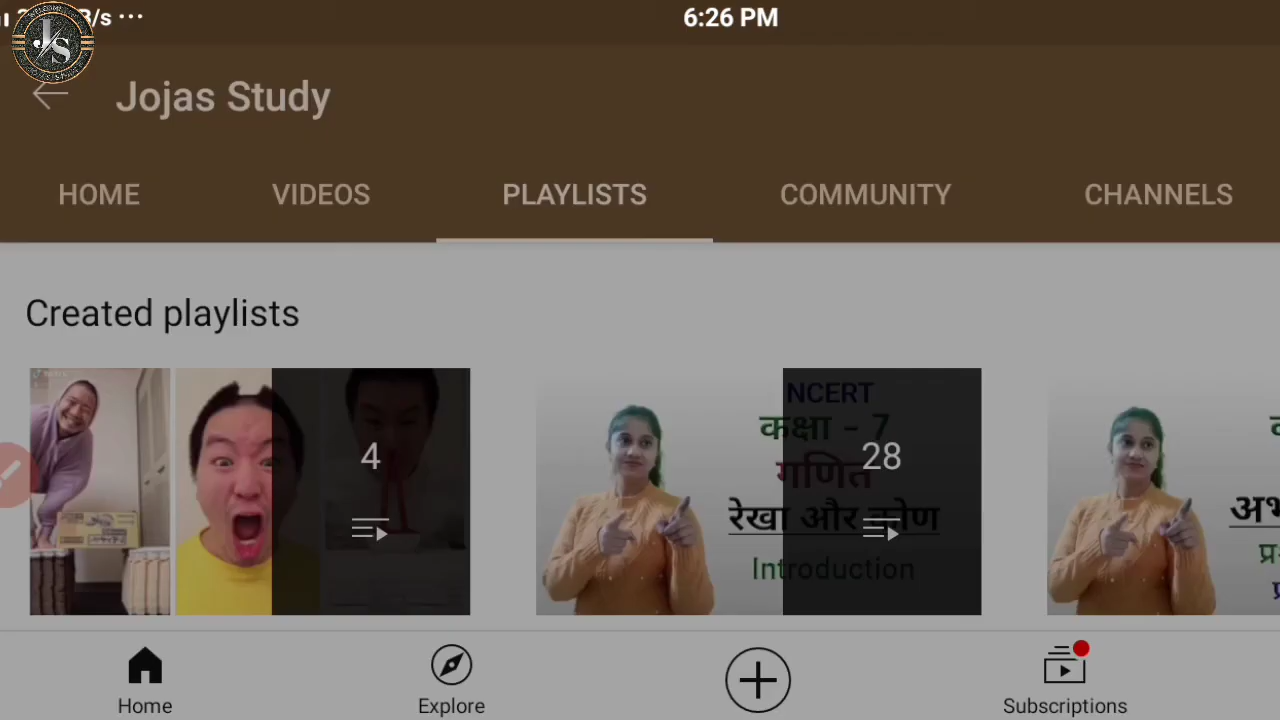 B/s ...
6:26 PM
JS
Jojas Study
HOME
VIDEOS
PLAYLISTS
COMMUNITY
CHANNELS
Created playlists
4
NCERT
कक्षा - 7
28
गणित
रेखा और कोण
Introduction
Home
Explore
Subscriptions